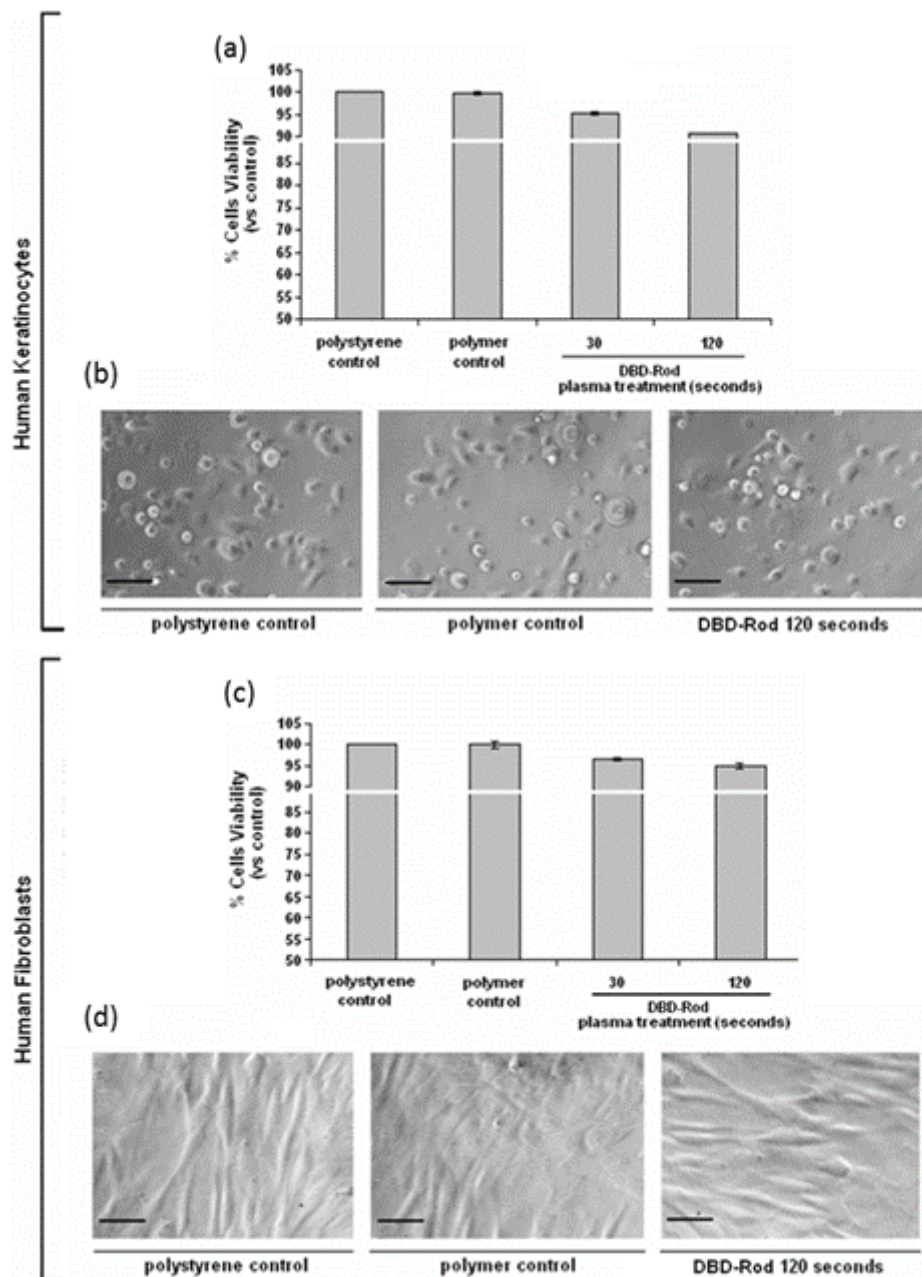 Human Keratinocytes
(a)
% Cells Viability
(vs control)
105
100
95
90
85
80
75
70
65
60
55
50
polystyrene
control
polymer
control
30
120
DBD-Rod
plasma treatment (seconds)
(b)
polystyrene control
polymer control
DBD-Rod 120 seconds
Human Fibroblasts
(c)
% Cells Viability
(vs control)
105
100
95
90
85
80
75
70
65
60
55
50
polystyrene
control
polymer
control
30
120
DBD-Rod
plasma treatment (seconds)
(d)
polystyrene control
polymer control
DBD-Rod 120 seconds